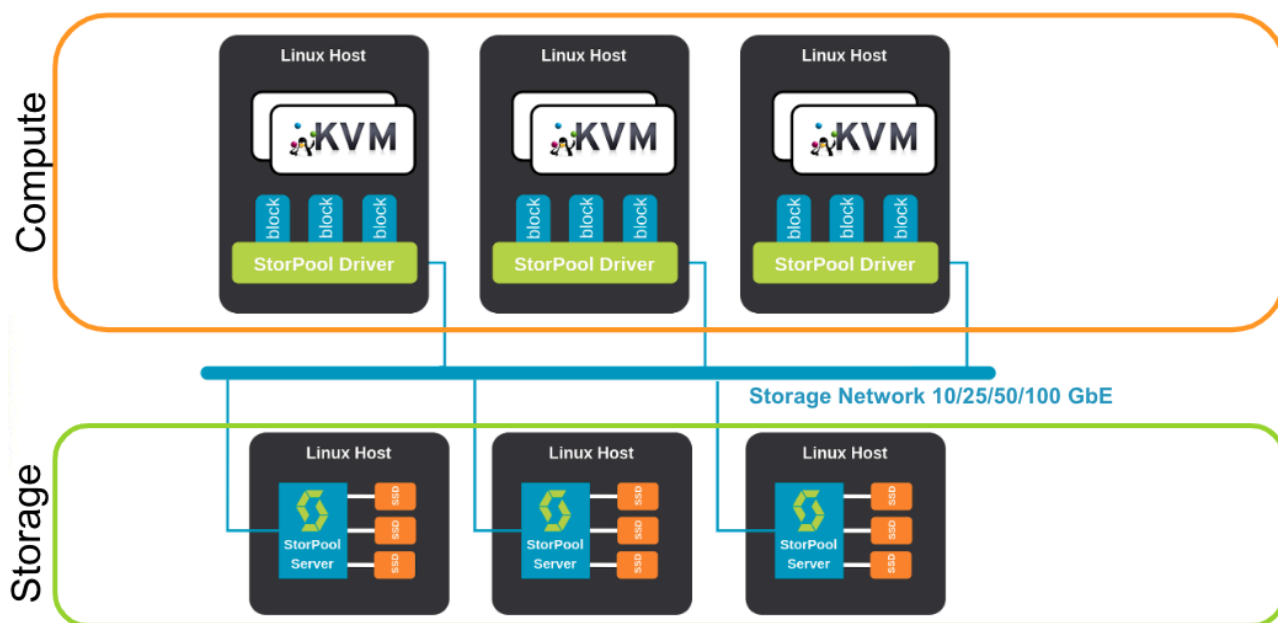 Compute
Linux Host
KVM
block block block
StorPool Driver
Linux Host
KVM
block block block
StorPool Driver
Linux Host
KVM
block block block
StorPool Driver
Storage Network 10/25/50/100 GbE
Storage
Linux Host
StorPool
Server
SSD
SSD
SSD
Linux Host
StorPool
Server
SSD
SSD
SSD
Linux Host
StorPool
Server
SSD
SSD
SSD